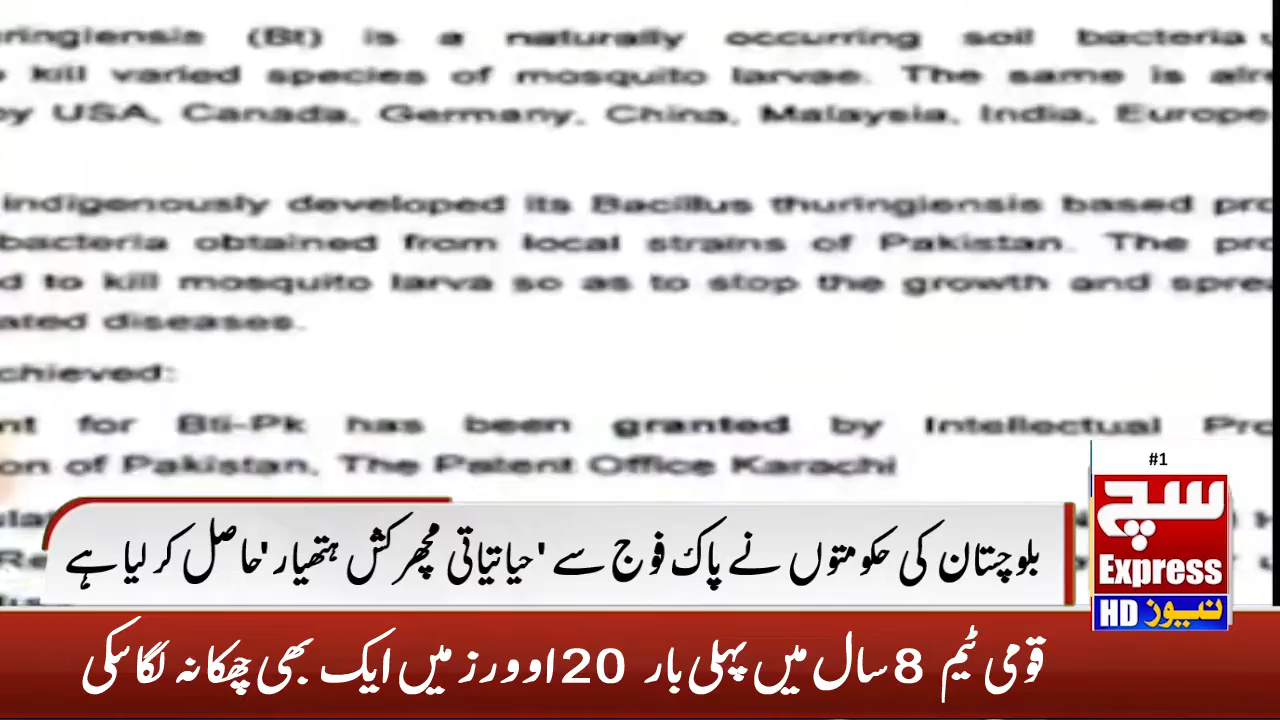 (Bt) is a naturally occurring soil bacteria
kill varied species of mosquito larvae. The same is
by USA, Canada, Germany, China, Malaysia, India, Europe
indigenously developed its Bacillus thuringiensis based
bacteria obtained from local strains of Pakistan. The
to kill mosquito larva so as to stop the growth and
diseases.
for Bti-Pk has been granted by Intellectual
of Pakistan, The Patent Office Karachi
#1
سچ
Express
HD نیوز
بلوچستان کی حکومتوں نے پاک فوج سے 'حیاتیاتی مچھر کش ہتھیار' حاصل کر لیا ہے
قومی ٹیم 8 سال میں پہلی بار 20 اوورز میں ایک بھی چھکا نہ لگا سکی